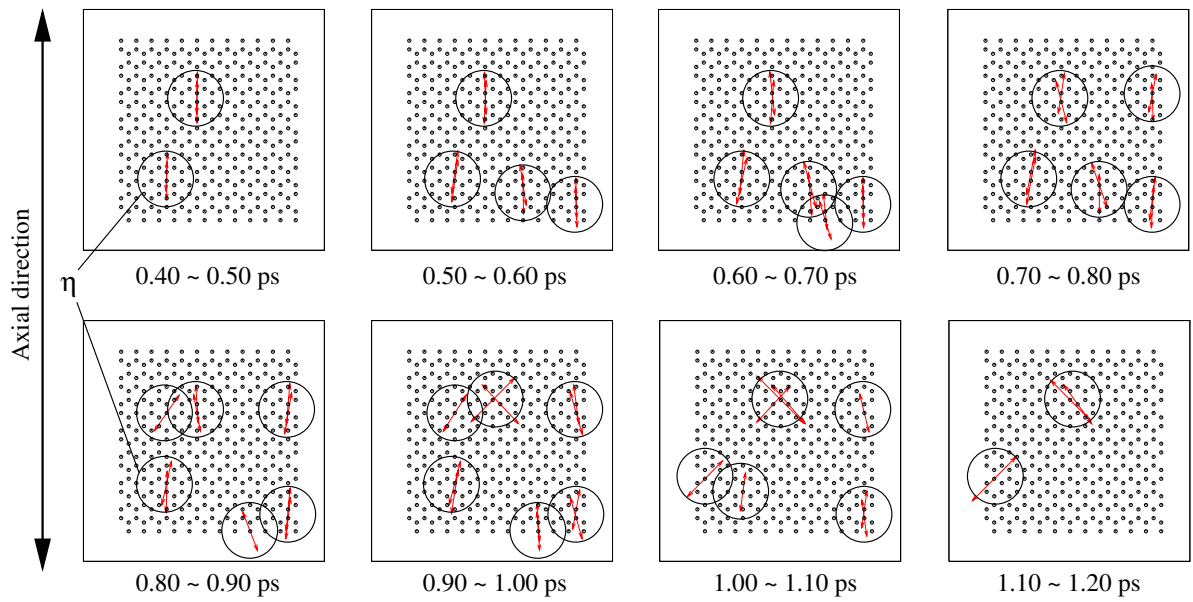 Axial direction
0.40 ~ 0.50 ps
0.50 ~ 0.60 ps
0.60 ~ 0.70 ps
0.70 ~ 0.80 ps
η
0.80 ~ 0.90 ps
0.90 ~ 1.00 ps
1.00 ~ 1.10 ps
1.10 ~ 1.20 ps